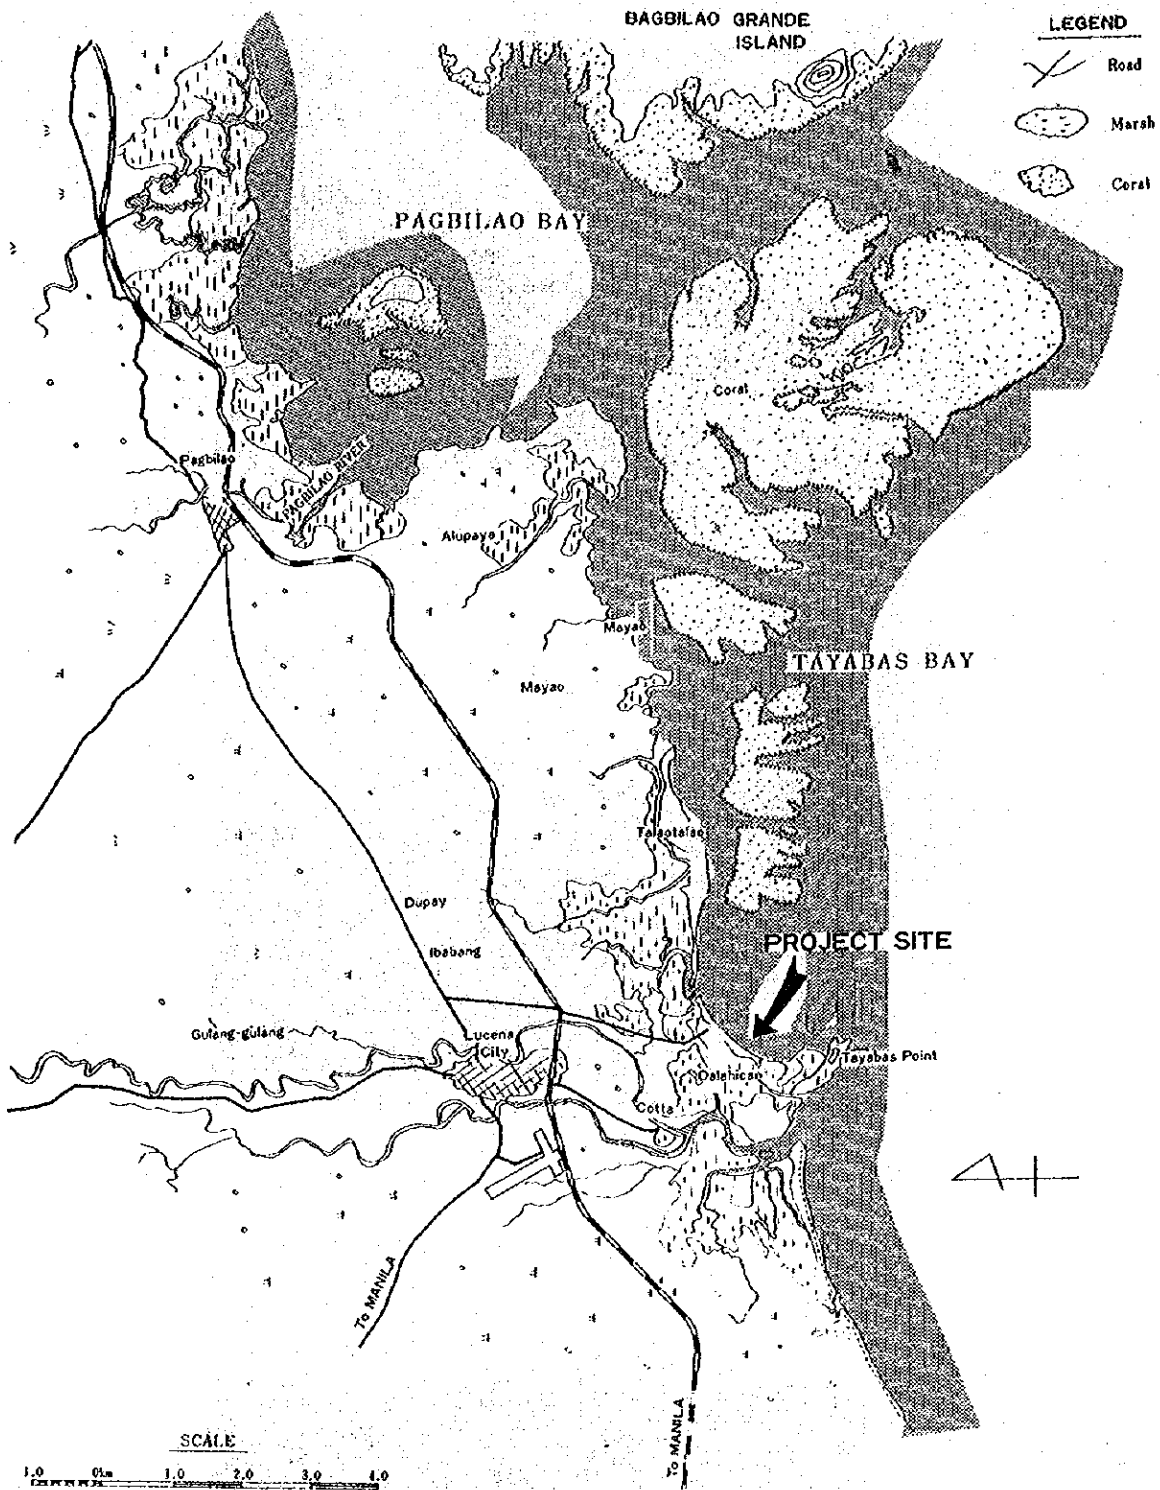 BAGBILAO GRANDE
ISLAND
LEGEND
Road
Marsh
Coral
PAGBILAO BAY
Coral
Pagbilao
PAGBILAO RIVER
Alupaya
Mayao
TAYABAS BAY
Mayao
Talaotalao
Dupay
Ibabang
PROJECT SITE
Gulang-gulang
Lucena
City
Tayabas Point
Dalahican
Cotta
To MANILA
To MANILA
SCALE
1.0 0km 1.0 2.0 3.0 4.0